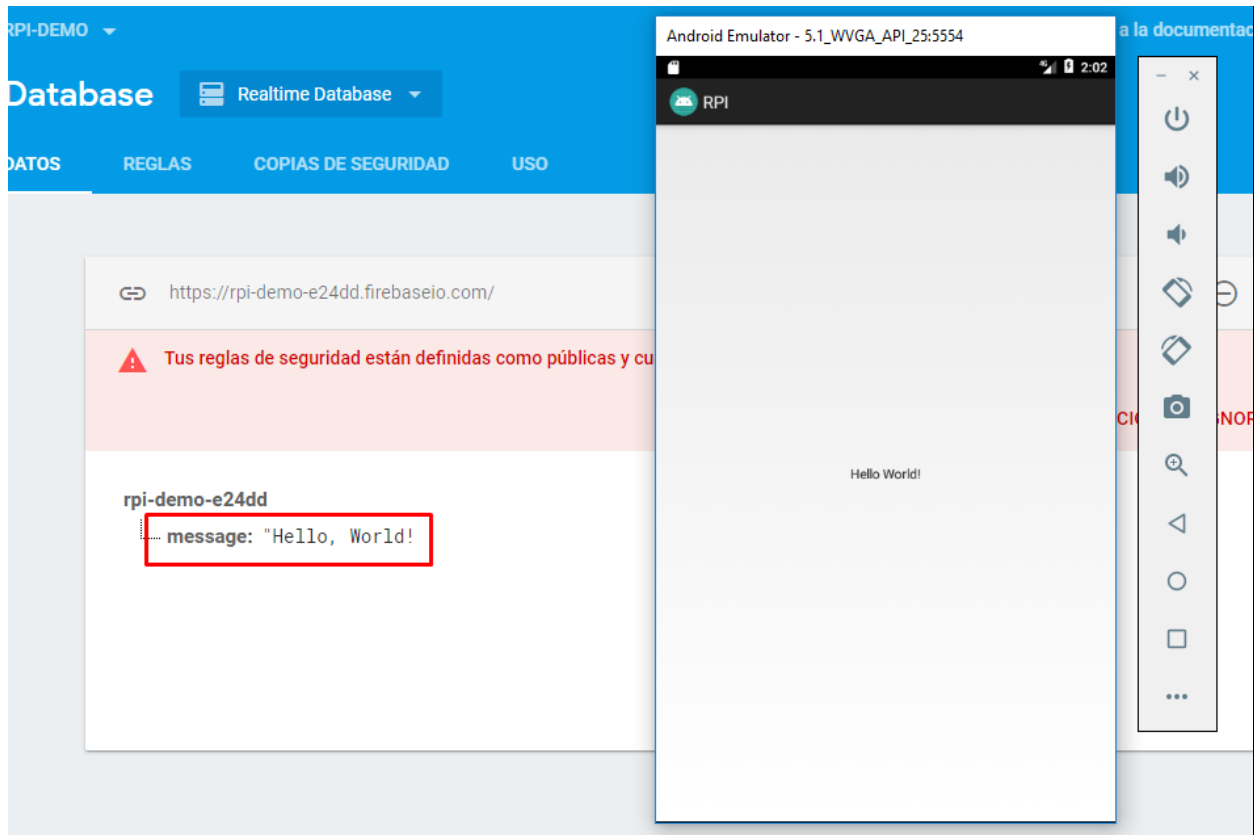 RPI-DEMO
Database
Realtime Database
DATOS
REGLAS
COPIAS DE SEGURIDAD
USO
a la documentac
https://rpi-demo-e24dd.firebaseio.com/
Tus reglas de seguridad están definidas como públicas y cu
rpi-demo-e24dd
message: "Hello, World!
Android Emulator - 5.1_WVGA_API_25:5554
2:02
RPI
Hello World!